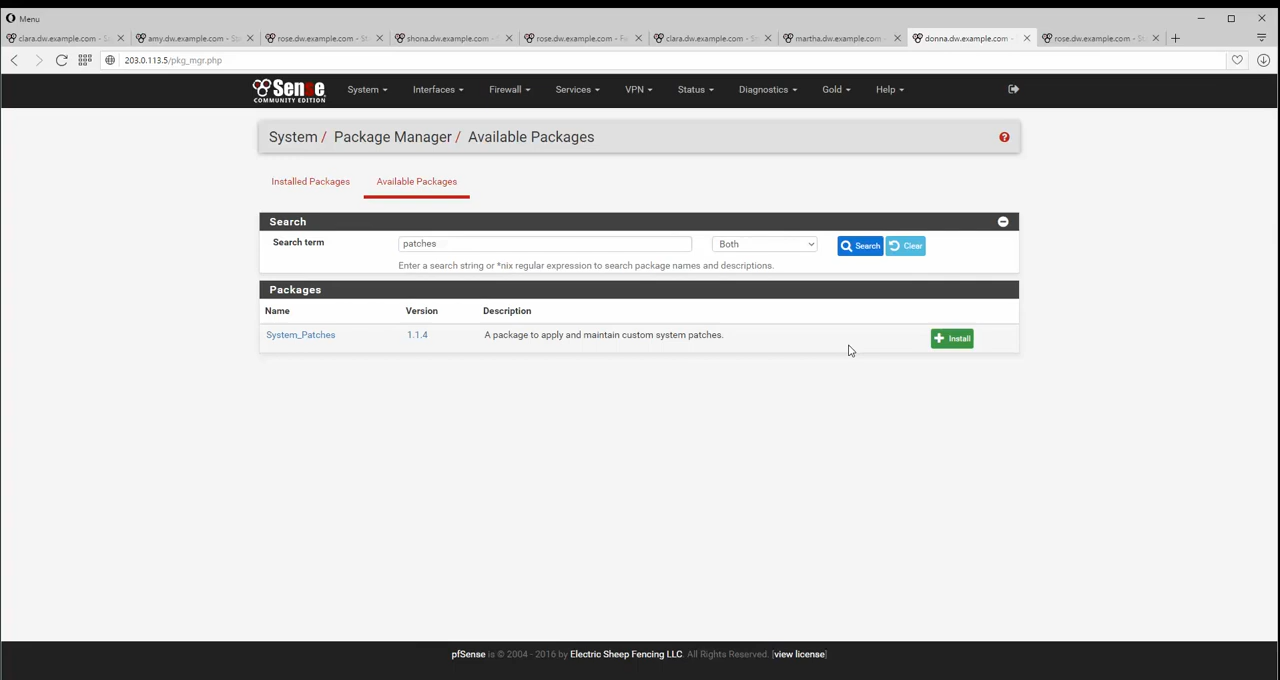 Menu
clara.dw.example.com - S
amy.dw.example.com - St
rose.dw.example.com - St
shona.dw.example.com -
rose.dw.example.com - Fi
clara.dw.example.com - St
martha.dw.example.com -
donna.dw.example.com -
rose.dw.example.com - St
203.0.113.5/pkg_mgr.php
Sense
COMMUNITY EDITION
System
Interfaces
Firewall
Services
VPN
Status
Diagnostics
Gold
Help
System / Package Manager / Available Packages
Installed Packages
Available Packages
Search
Search term
patches
Both
Search
Clear
Enter a search string or *nix regular expression to search package names and descriptions.
Packages
Name Version Description
System_Patches 1.1.4 A package to apply and maintain custom system patches. Install
pfSense is © 2004 - 2016 by Electric Sheep Fencing LLC. All Rights Reserved. [view license]